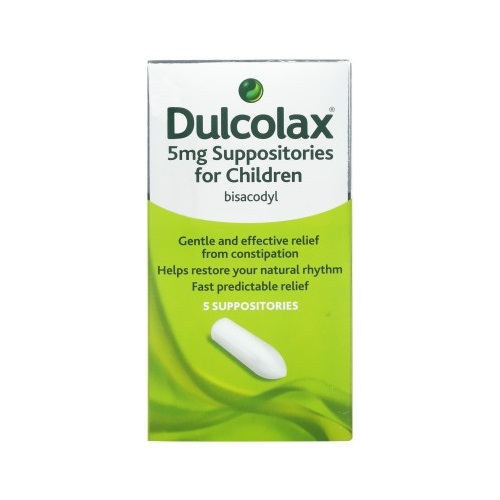 Dulcolax®
5mg Suppositories
for Children
bisacodyl
Gentle and effective relief
from constipation
Helps restore your natural rhythm
Fast predictable relief
5 SUPPOSITORIES